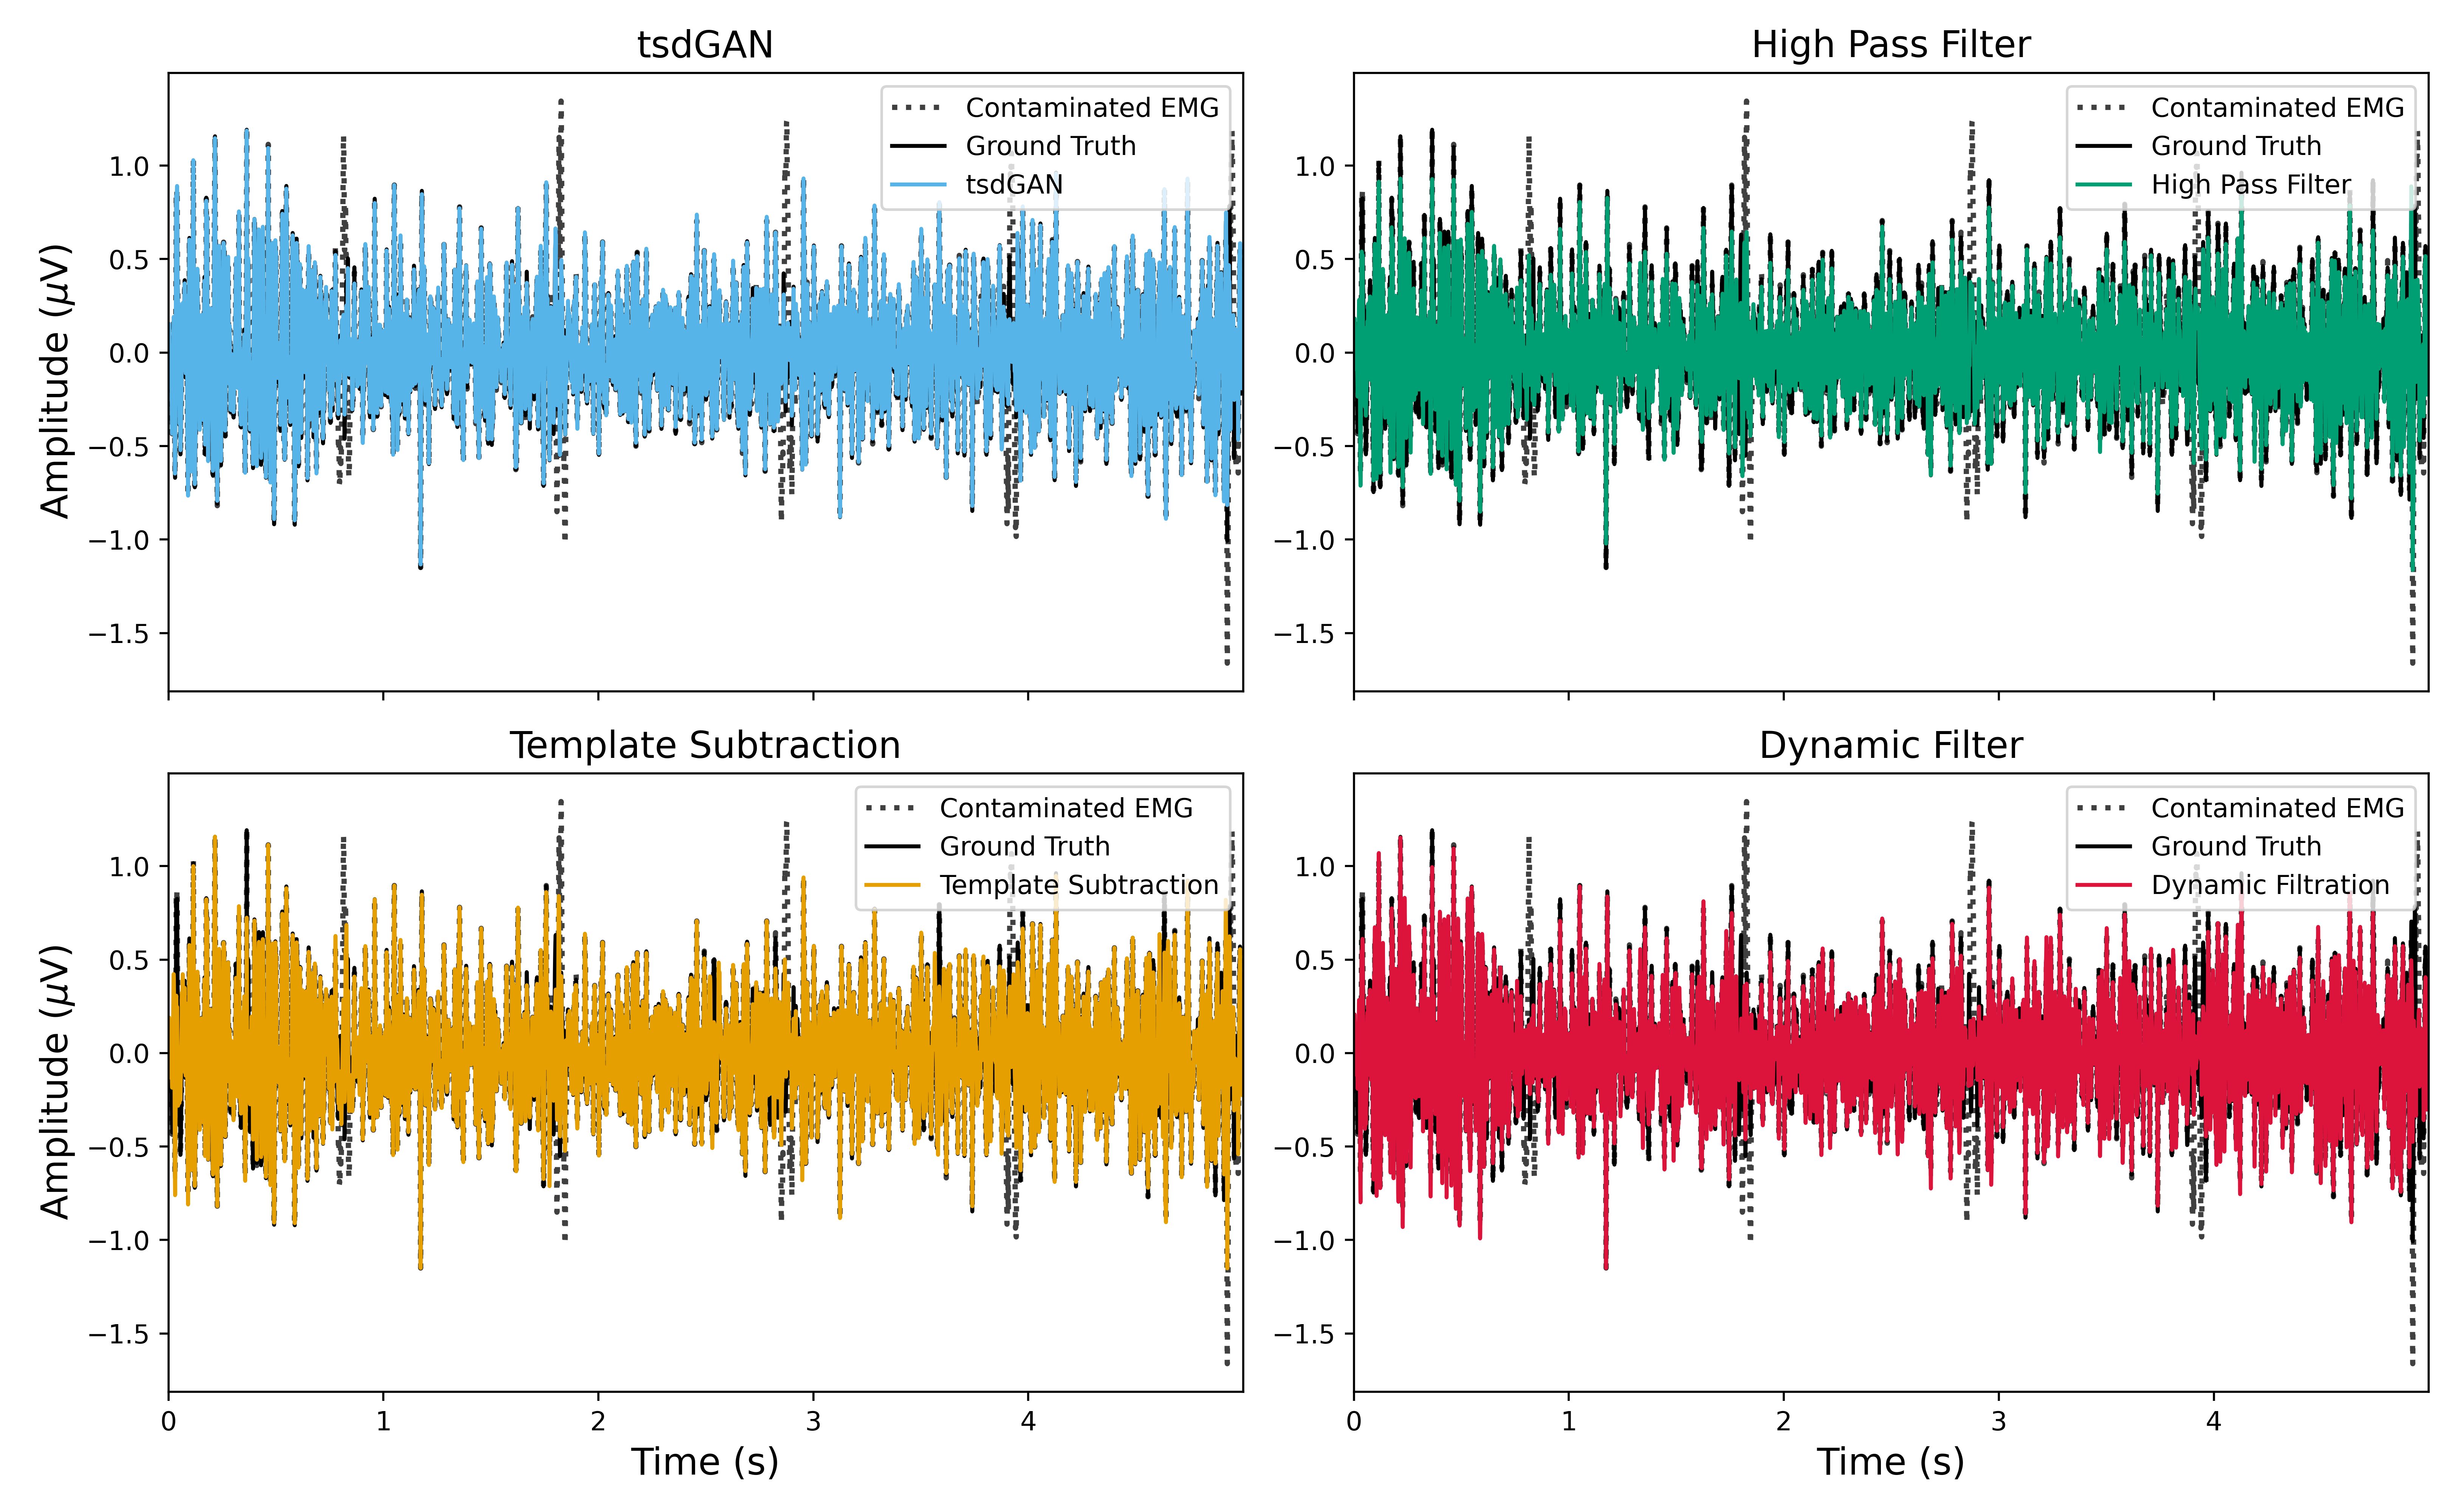 tsdGAN
Contaminated EMG
Ground Truth
tsdGAN
1.0
0.5
0.0
−0.5
−1.0
−1.5
Amplitude (μV)
High Pass Filter
Contaminated EMG
Ground Truth
High Pass Filter
1.0
0.5
0.0
−0.5
−1.0
−1.5
Template Subtraction
Contaminated EMG
Ground Truth
Template Subtraction
1.0
0.5
0.0
−0.5
−1.0
−1.5
Amplitude (μV)
0 1 2 3 4
Time (s)
Dynamic Filter
Contaminated EMG
Ground Truth
Dynamic Filtration
1.0
0.5
0.0
−0.5
−1.0
−1.5
0 1 2 3 4
Time (s)